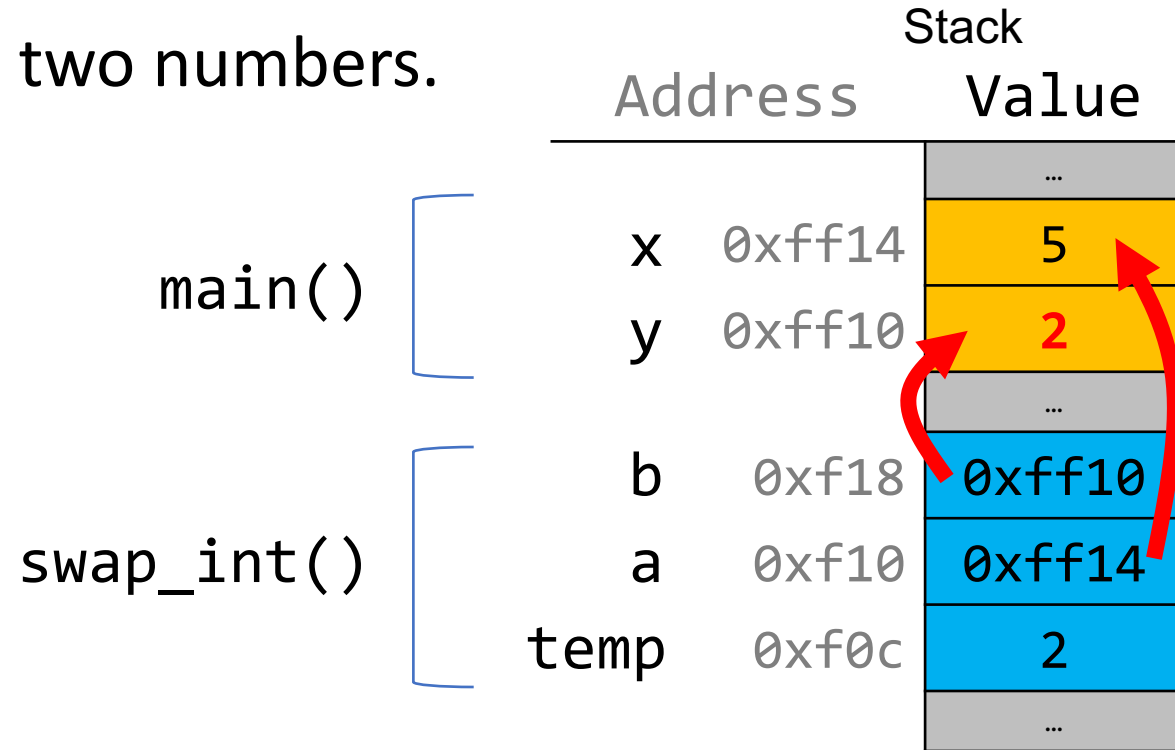 two numbers.
Stack
Address Value
…
x 0xff14 5
main()
y 0xff10 2
…
b 0xf18 0xff10
swap_int()
a 0xf10 0xff14
temp 0xf0c 2
…